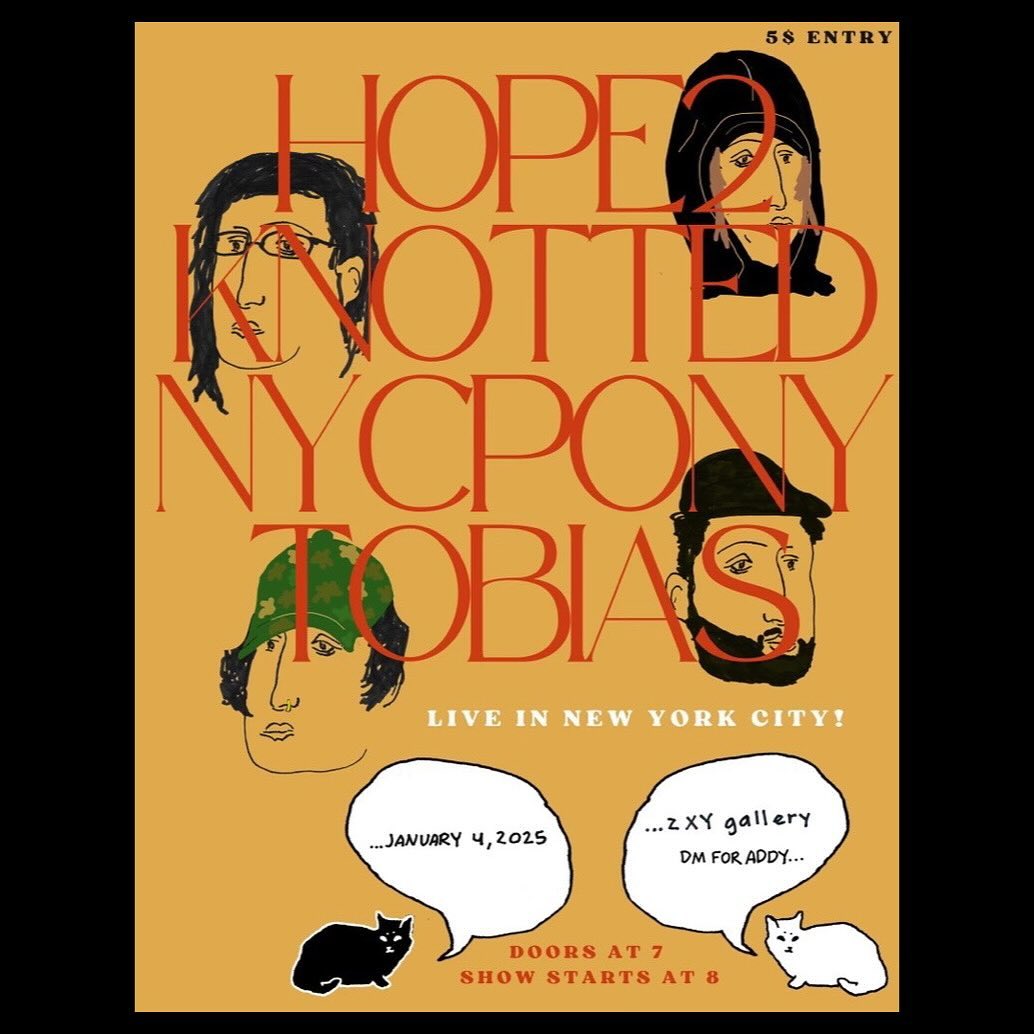 5$ ENTRY
HOPE2
KNOTTED
NYCPONY
TOBIAS
LIVE IN NEW YORK CITY!
...JANUARY 4, 2025
...z XY gallery
DM FOR ADDY...
DOORS AT 7
SHOW STARTS AT 8